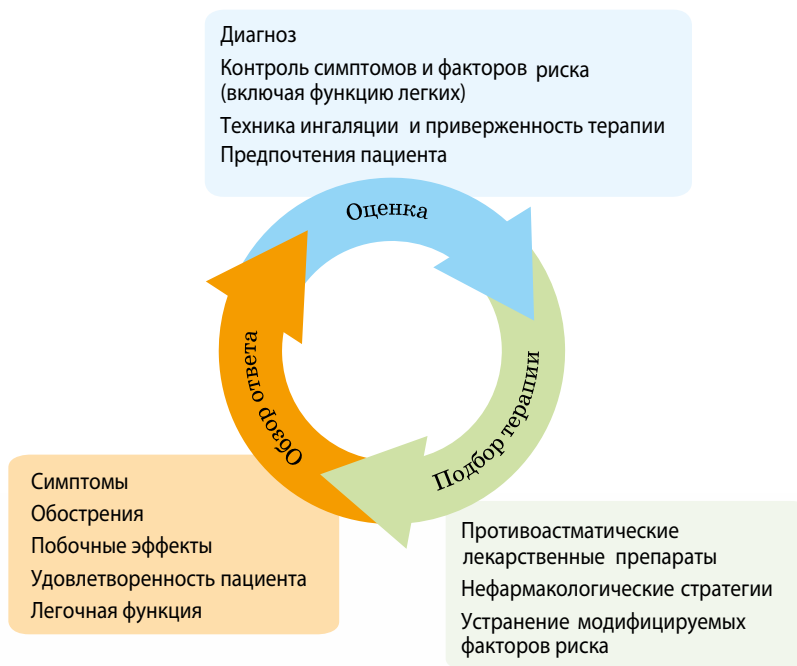 Диагноз
Контроль симптомов и факторов риска
(включая функцию легких)
Техника ингаляции и приверженность терапии
Предпочтения пациента
Оценка
Обзор ответа
Подбор терапии
Симптомы
Обострения
Побочные эффекты
Удовлетворенность пациента
Легочная функция
Противоастматические
лекарственные препараты
Нефармакологические стратегии
Устранение модифицируемых
факторов риска